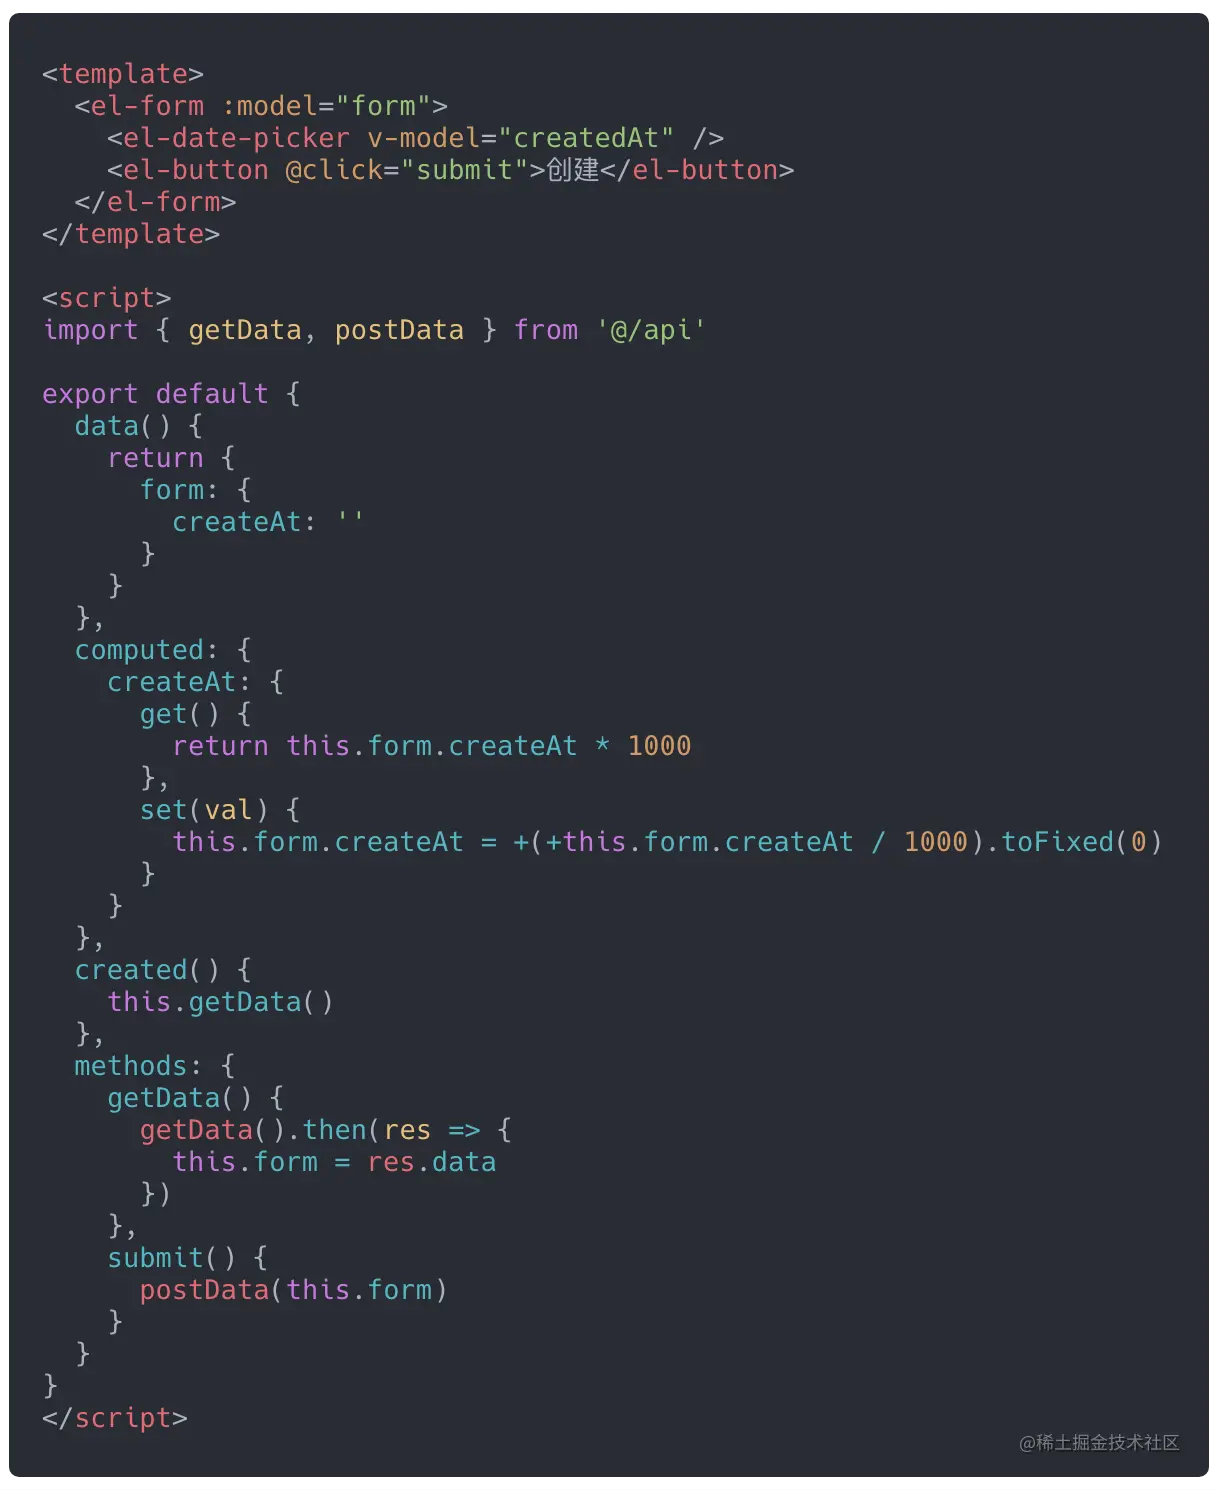 <template>
  <el-form :model="form">
    <el-date-picker v-model="createdAt" />
    <el-button @click="submit">创建</el-button>
  </el-form>
</template>

<script>
import { getData, postData } from '@/api'

export default {
  data() {
    return {
      form: {
        createAt: ''
      }
    }
  },
  computed: {
    createAt: {
      get() {
        return this.form.createAt * 1000
      },
      set(val) {
        this.form.createAt = +(+this.form.createAt / 1000).toFixed(0)
      }
    }
  },
  created() {
    this.getData()
  },
  methods: {
    getData() {
      getData().then(res => {
        this.form = res.data
      })
    },
    submit() {
      postData(this.form)
    }
  }
}
</script>
@稀土掘金技术社区